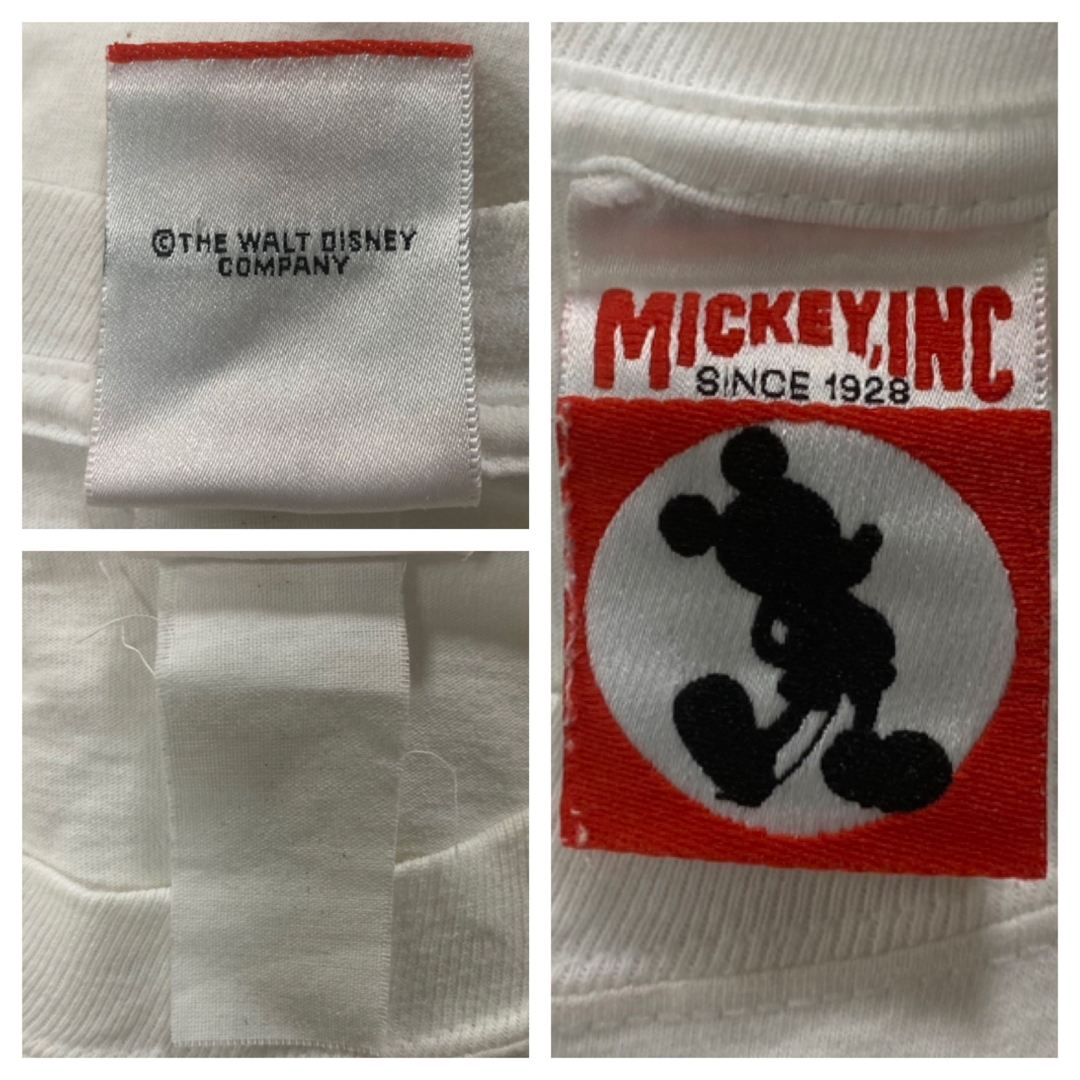 ©THE WALT DISNEY
COMPANY
MICKEY, INC
SINCE 1928